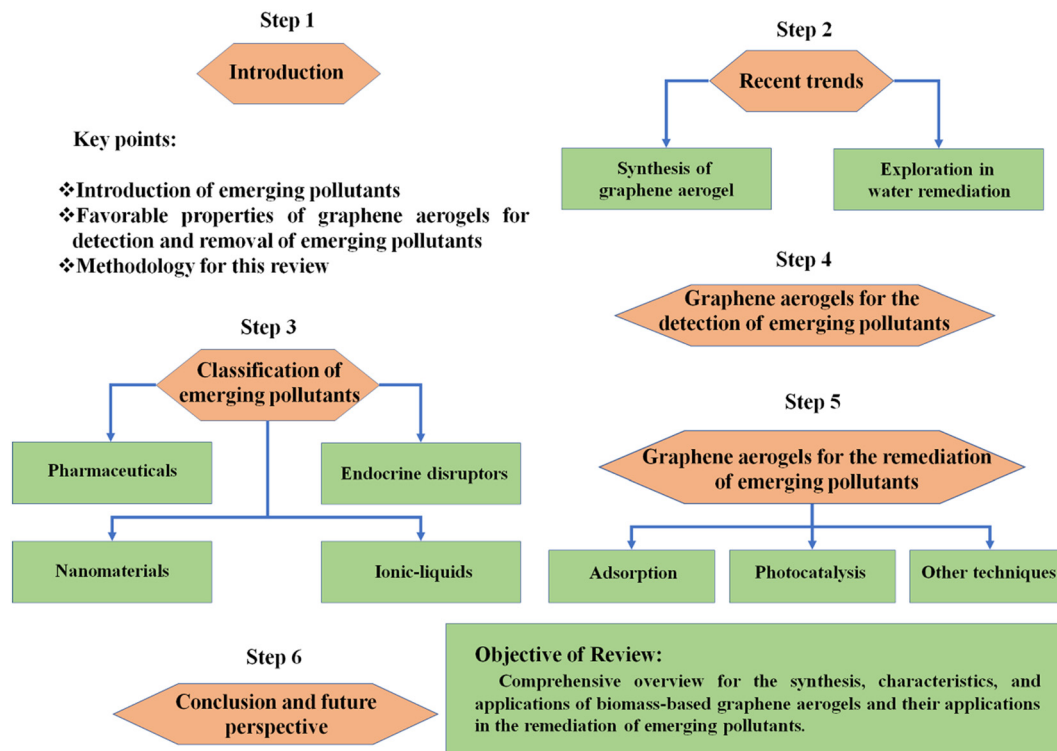 Step 1
Introduction
Key points:
❖Introduction of emerging pollutants
❖Favorable properties of graphene aerogels for
detection and removal of emerging pollutants
❖Methodology for this review
Step 2
Recent trends
Synthesis of
graphene aerogel
Exploration in
water remediation
Step 3
Classification of
emerging pollutants
Pharmaceuticals
Endocrine disruptors
Nanomaterials
Ionic-liquids
Step 4
Graphene aerogels for the
detection of emerging pollutants
Step 5
Graphene aerogels for the remediation
of emerging pollutants
Adsorption
Photocatalysis
Other techniques
Step 6
Conclusion and future
perspective
Objective of Review:
Comprehensive overview for the synthesis, characteristics, and
applications of biomass-based graphene aerogels and their applications
in the remediation of emerging pollutants.